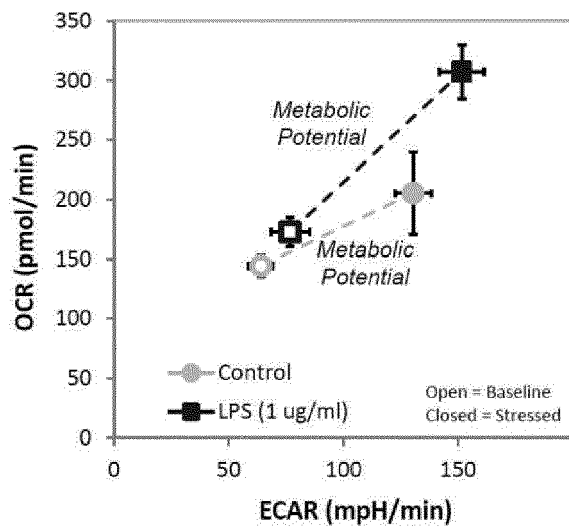 350
300
250
200
150
100
50
0
OCR (pmol/min)
Metabolic
Potential
Metabolic
Potential
Control
LPS (1 ug/ml)
Open = Baseline
Closed = Stressed
0
50
100
150
ECAR (mpH/min)